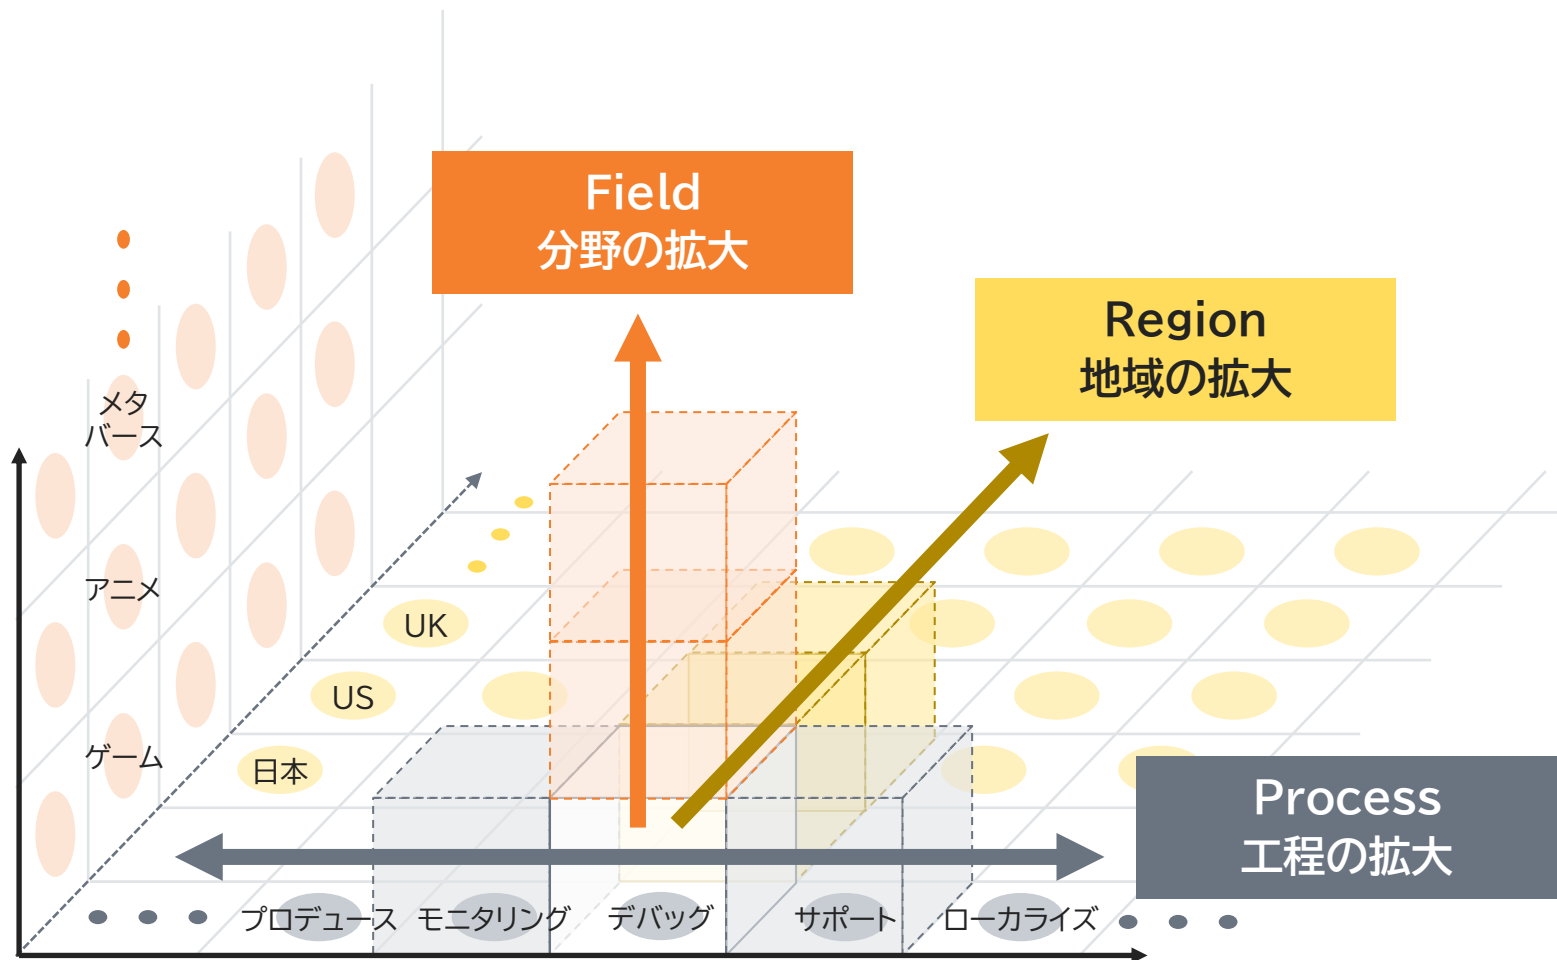 Field
分野の拡大
Region
地域の拡大
メタ
バース
アニメ
UK
US
ゲーム
日本
Process
工程の拡大
プロデュース
モニタリング
デバッグ
サポート
ローカライズ